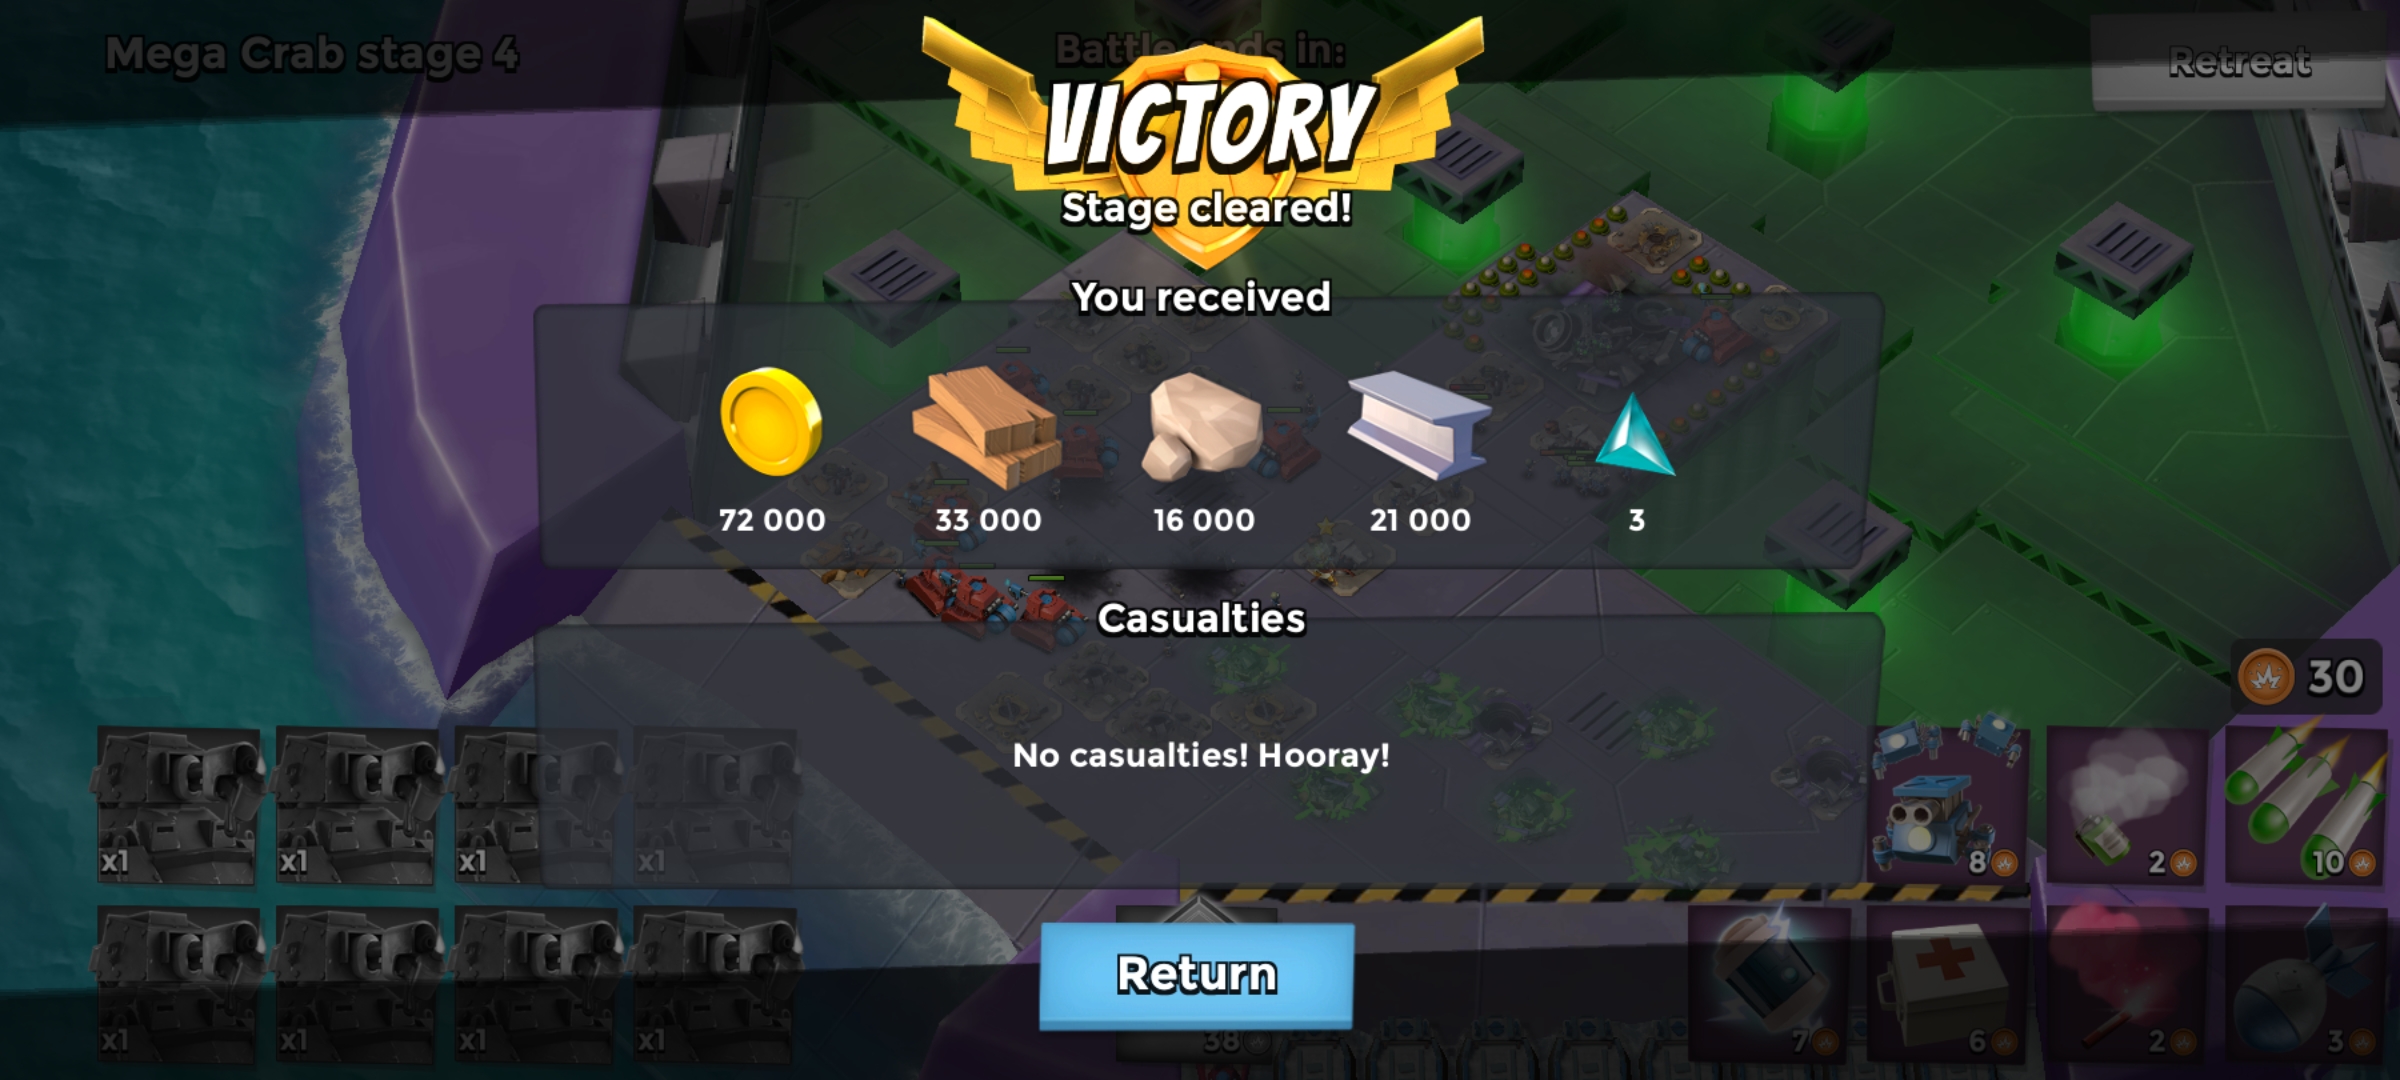 Mega Crab stage 4
Battle ends in:
Retreat
VICTORY
Stage cleared!
You received
72 000
33 000
16 000
21 000
3
Casualties
30
No casualties! Hooray!
x1
x1
x1
x1
8
2
10
Return
x1
x1
x1
x1
38
7
6
2
3